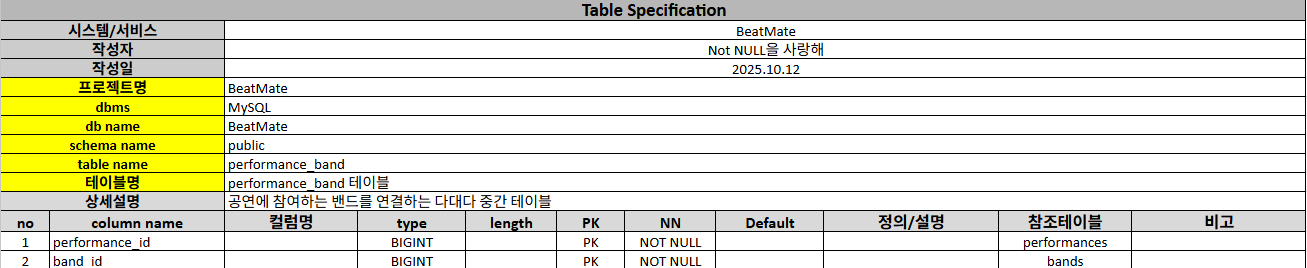 Table Specification
시스템/서비스 BeatMate
작성자 Not NULL을 사랑해
작성일 2025.10.12
프로젝트명 BeatMate
dbms MySQL
db name BeatMate
schema name public
table name performance_band
테이블명 performance_band 테이블
상세설명 공연에 참여하는 밴드를 연결하는 다대다 중간 테이블
no column name 컬럼명 type length PK NN Default 정의/설명 참조테이블 비고
1 performance_id BIGINT PK NOT NULL performances
2 band_id BIGINT PK NOT NULL bands